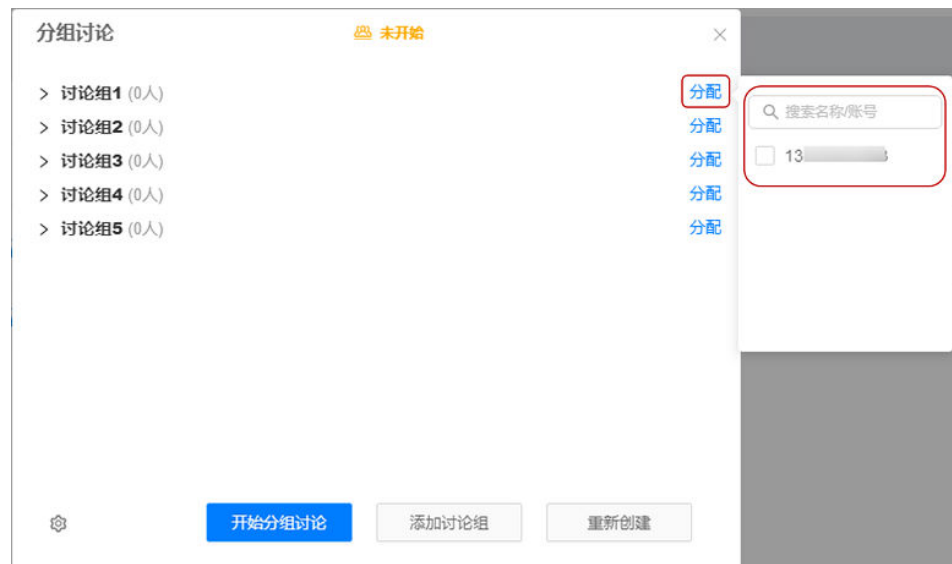 分组讨论
未开始
讨论组1 (0人)
分配
讨论组2 (0人)
分配
讨论组3 (0人)
分配
讨论组4 (0人)
分配
讨论组5 (0人)
分配
搜索名称/账号
13
开始分组讨论
添加讨论组
重新创建